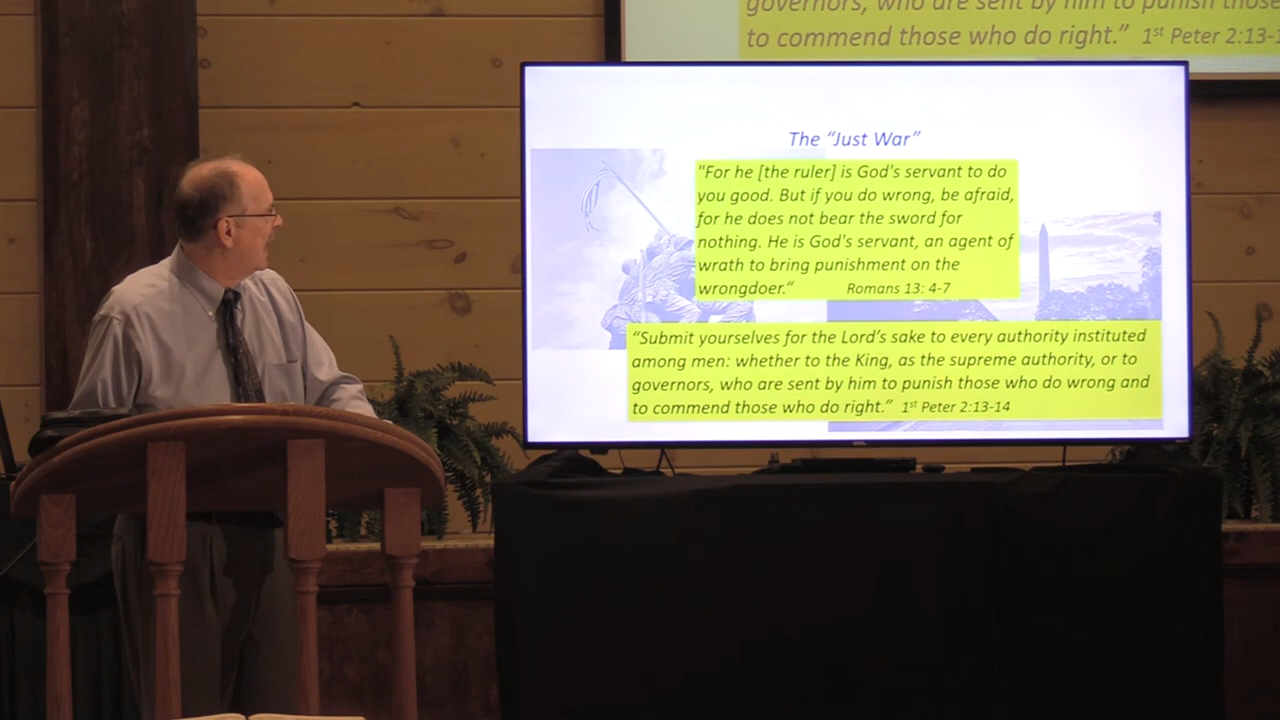 governors, who are sent by him to punish those
to commend those who do right.” 1st Peter 2:13-1
The “Just War”
"For he [the ruler] is God's servant to do
you good. But if you do wrong, be afraid,
for he does not bear the sword for
nothing. He is God's servant, an agent of
wrath to bring punishment on the
wrongdoer.“ Romans 13: 4-7
“Submit yourselves for the Lord’s sake to every authority instituted
among men: whether to the King, as the supreme authority, or to
governors, who are sent by him to punish those who do wrong and
to commend those who do right.” 1st Peter 2:13-14